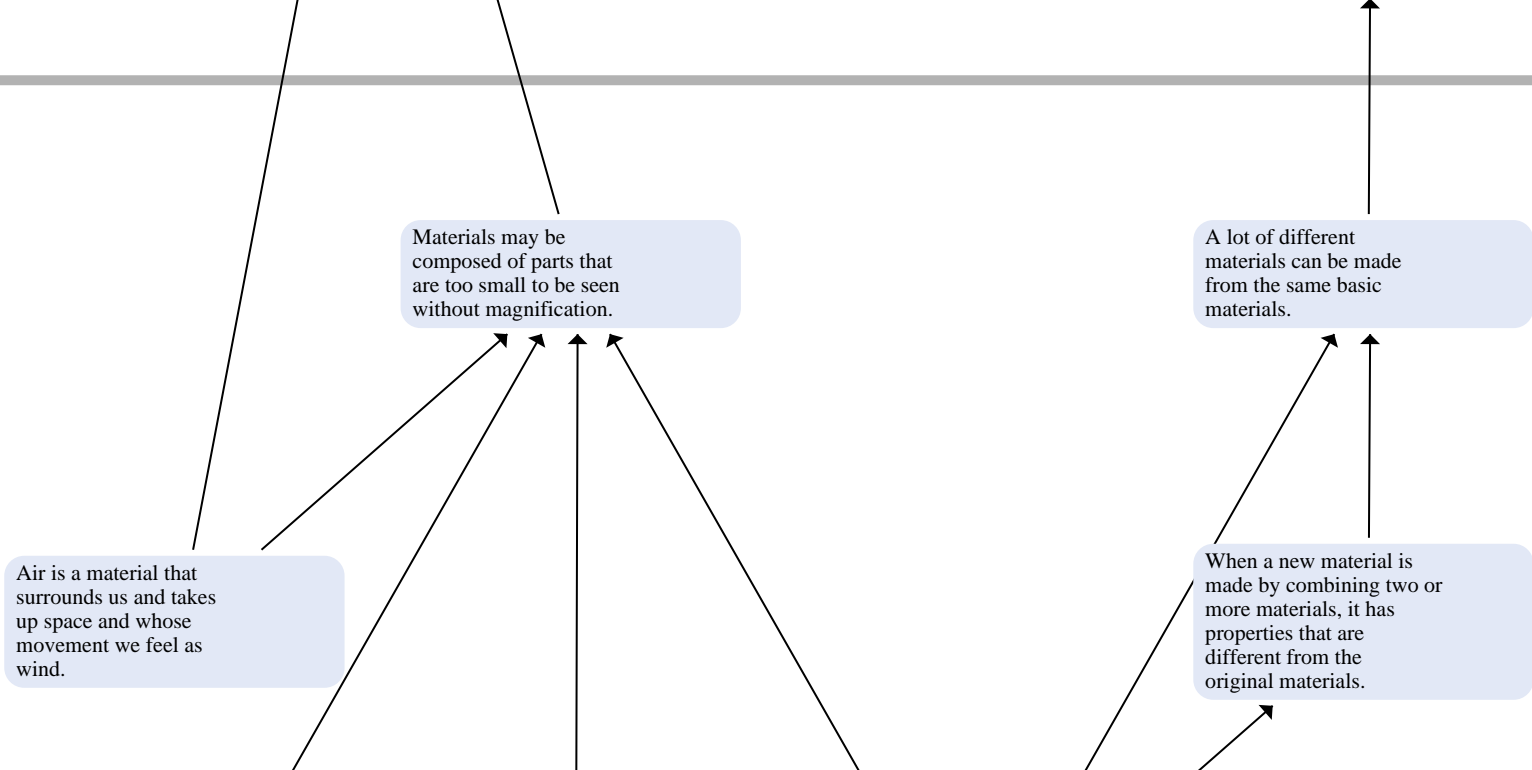 Materials may be
composed of parts that
are too small to be seen
without magnification.
A lot of different
materials can be made
from the same basic
materials.
Air is a material that
surrounds us and takes
up space and whose
movement we feel as
wind.
When a new material is
made by combining two or
more materials, it has
properties that are
different from the
original materials.